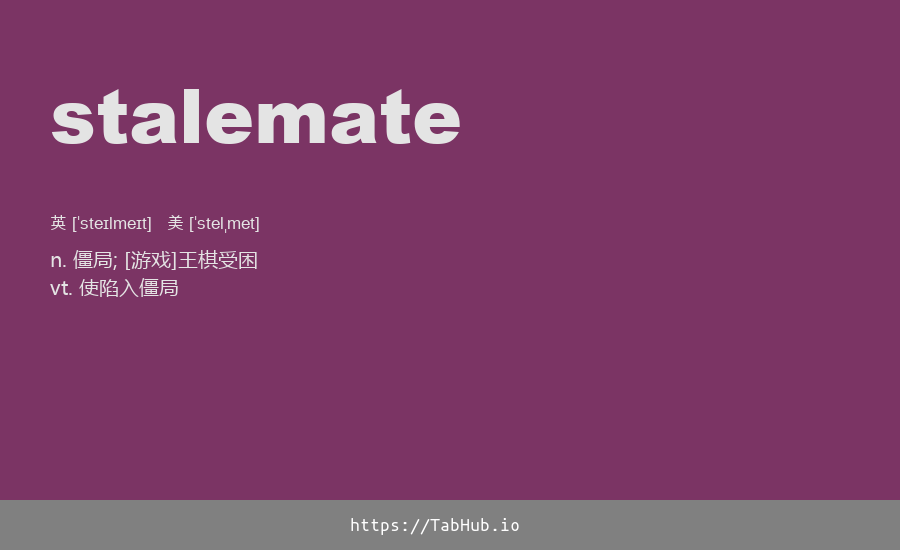 stalemate
英 [ˈsteɪlmeɪt] 美 [ˈstelˌmet]
n. 僵局; [游戏]王棋受困
vt. 使陷入僵局
https://TabHub.io